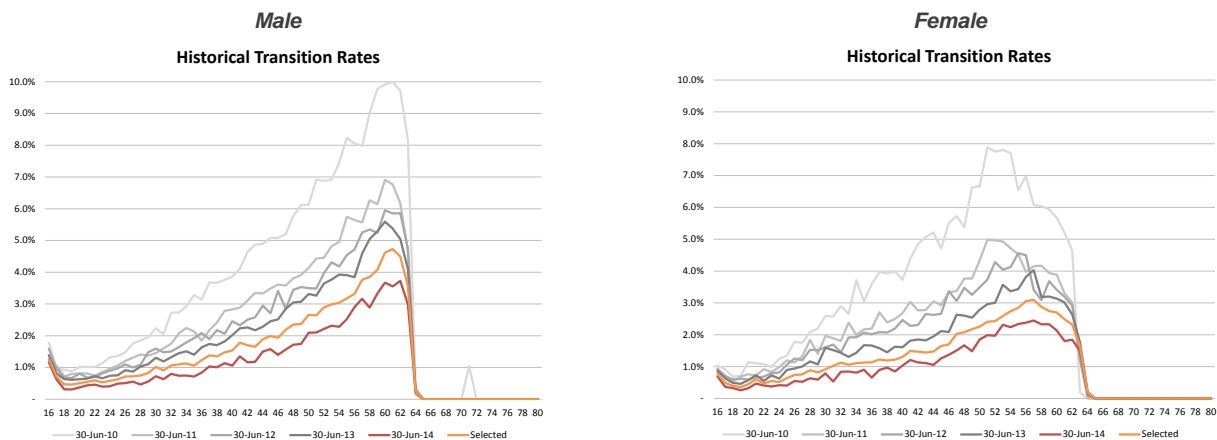 Male
Historical Transition Rates
10.0%
9.0%
8.0%
7.0%
6.0%
5.0%
4.0%
3.0%
2.0%
1.0%
-
16 18 20 22 24 26 28 30 32 34 36 38 40 42 44 46 48 50 52 54 56 58 60 62 64 66 68 70 72 74 76 78 80
30-Jun-10 30-Jun-11 30-Jun-12 30-Jun-13 30-Jun-14 Selected
Female
Historical Transition Rates
10.0%
9.0%
8.0%
7.0%
6.0%
5.0%
4.0%
3.0%
2.0%
1.0%
-
16 18 20 22 24 26 28 30 32 34 36 38 40 42 44 46 48 50 52 54 56 58 60 62 64 66 68 70 72 74 76 78 80
30-Jun-10 30-Jun-11 30-Jun-12 30-Jun-13 30-Jun-14 Selected